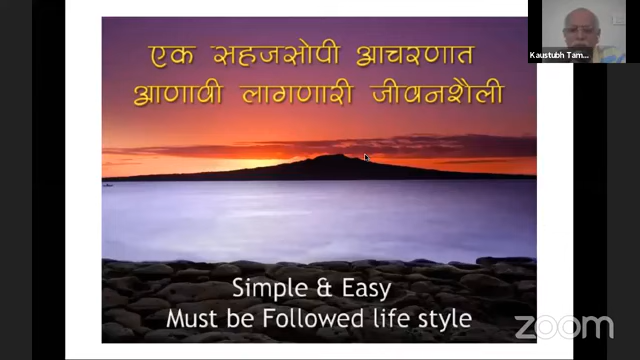 एक सहजसोपी आचरणात
आणावी लागणारी जीवनशैली
Simple & Easy
Must be Followed life style
Kaustubh Tam...
zoom